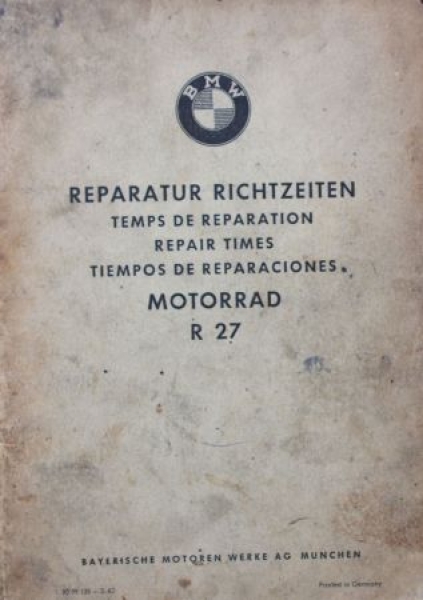 BMW
REPARATUR RICHTZEITEN
TEMPS DE REPARATION
REPAIR TIMES
TIEMPOS DE REPARACIONES
MOTORRAD
R 27
BAYERISCHE MOTOREN WERKE AG MUNCHEN
Printed in Germany